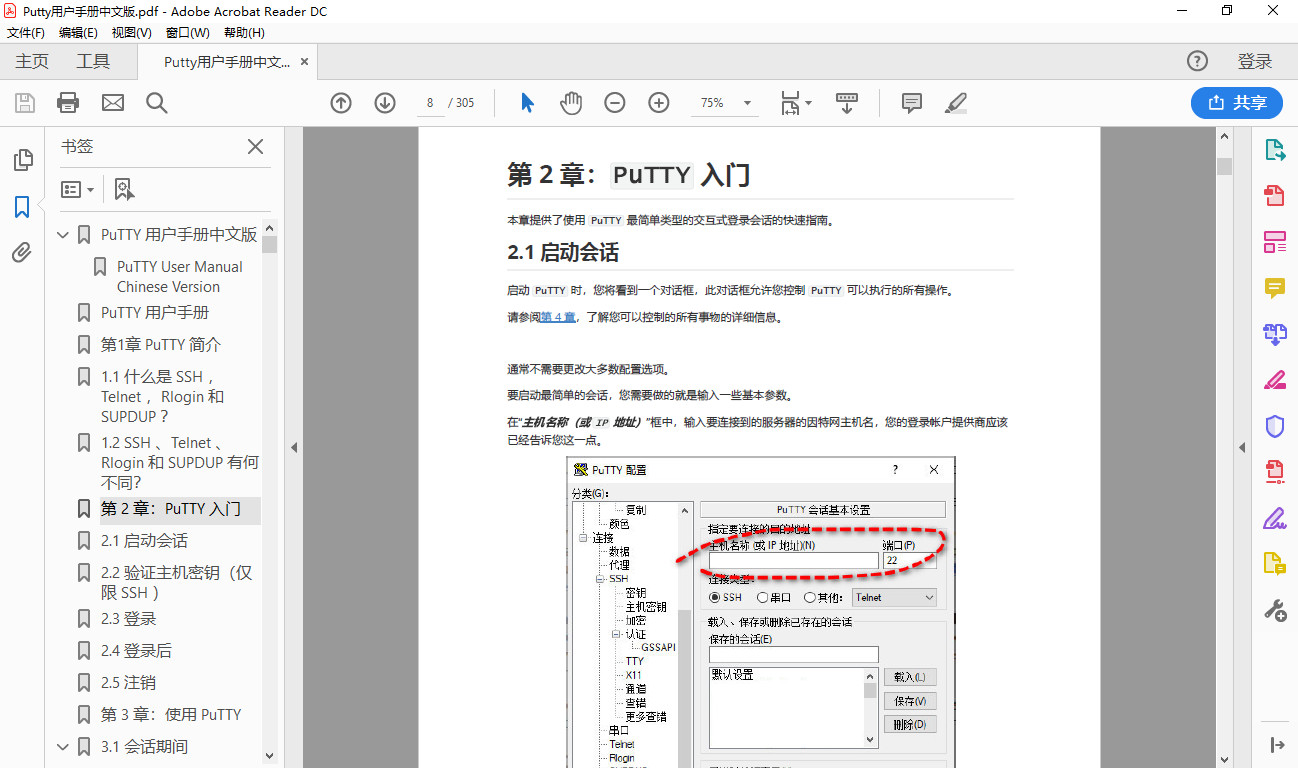 Putty用户手册中文版.pdf - Adobe Acrobat Reader DC
文件(F) 编辑(E) 视图(V) 窗口(W) 帮助(H)
主页 工具 Putty用户手册中文... × 登录
8 / 305 75% 共享
书签
PuTTY 用户手册中文版
PuTTY User Manual
Chinese Version
PuTTY 用户手册
第1章 PuTTY 简介
1.1 什么是 SSH ，
Telnet ，Rlogin 和
SUPDUP ？
1.2 SSH 、Telnet 、
Rlogin 和 SUPDUP 有何
不同？
第 2 章：PuTTY 入门
2.1 启动会话
2.2 验证主机密钥（仅
限 SSH ）
2.3 登录
2.4 登录后
2.5 注销
第 3 章：使用 PuTTY
3.1 会话期间
第 2 章：PuTTY 入门
本章提供了使用 PuTTY 最简单类型的交互式登录会话的快速指南。
2.1 启动会话
启动 PuTTY 时，您将看到一个对话框，此对话框允许您控制 PuTTY 可以执行的所有操作。
请参阅第 4 章，了解您可以控制的所有事物的详细信息。
通常不需要更改大多数配置选项。
要启动最简单的会话，您需要做的就是输入一些基本参数。
在“主机名称（或 IP 地址）”框中，输入要连接到的服务器的因特网主机名，您的登录帐户提供商应该
已经告诉您这一点。
PuTTY 配置 ?
分类(G)：
复制
颜色
连接
数据
代理
SSH
密钥
主机密钥
加密
认证
GSSAPI
TTY
X11
通道
查错
更多查错
串口
Telnet
Rlogin
PuTTY 会话基本设置
指定要连接的目的地址
主机名称 (或 IP 地址)(N) 端口(P)
22
连接类型：
SSH 串口 其他: Telnet
载入、保存或删除已存在的会话
保存的会话(E)
默认设置
载入(L)
保存(V)
删除(D)